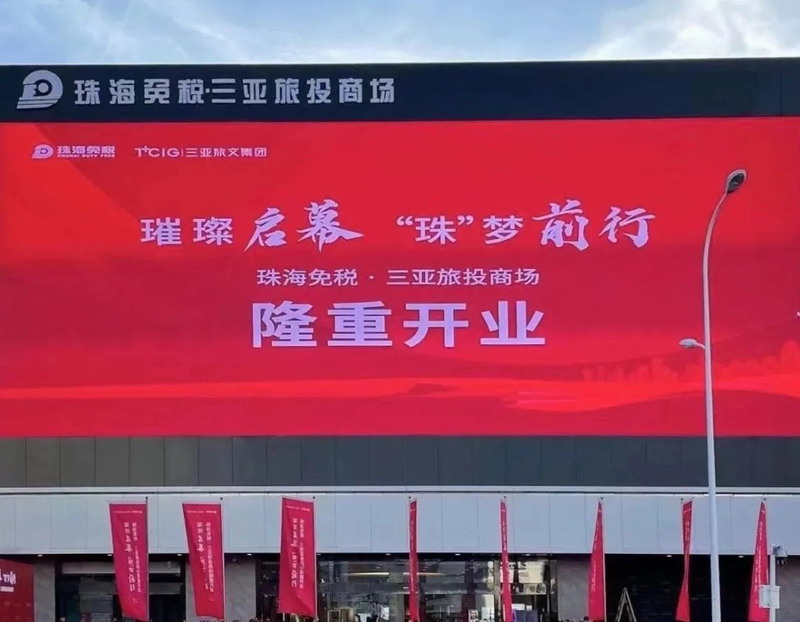 珠海免税·三亚旅投商场
珠海免税 TCIG 三亚旅文集团
ZHUHAI DUTY FREE
璀璨启幕 “珠”梦前行
珠海免税·三亚旅投商场
隆重开业